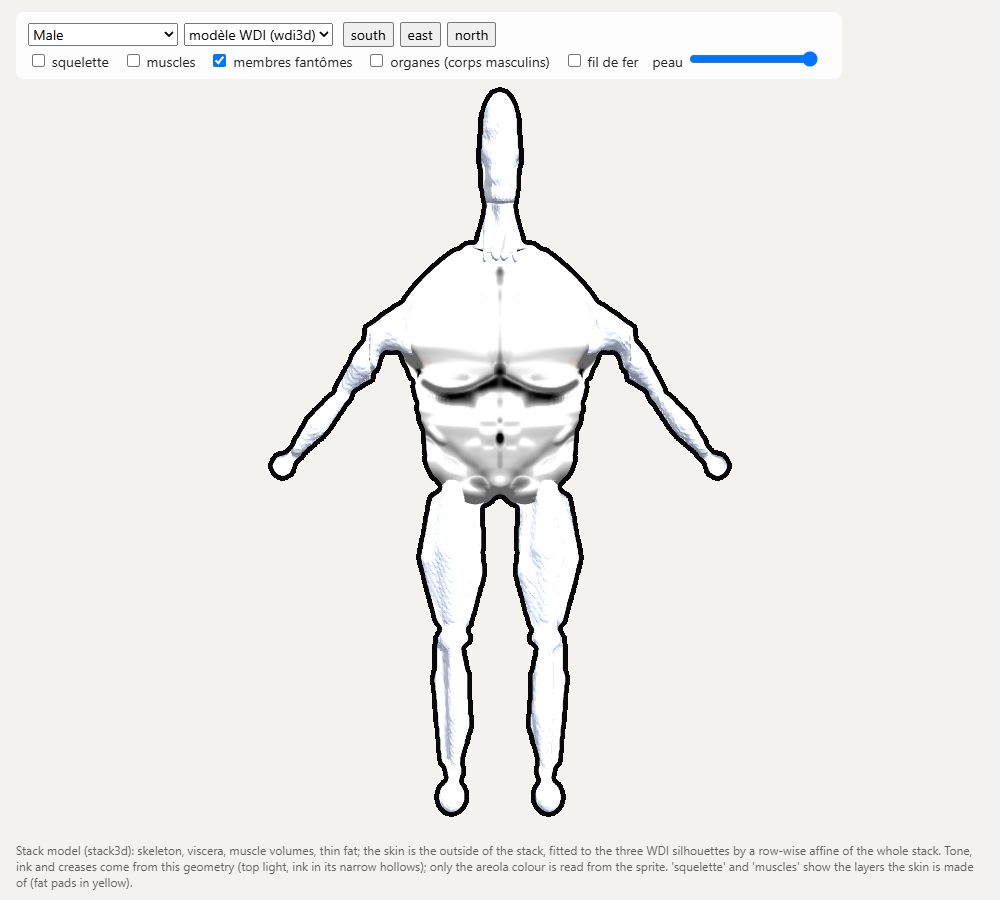 Male modèle WDI (wdi3d) south east north
squelette muscles membres fantômes organes (corps masculins) fil de fer peau
Stack model (stack3d): skeleton, viscera, muscle volumes, thin fat; the skin is the outside of the stack, fitted to the three WDI silhouettes by a row-wise affine of the whole stack. Tone,
ink and creases come from this geometry (top light, ink in its narrow hollows); only the areola colour is read from the sprite. 'squelette' and 'muscles' show the layers the skin is made
of (fat pads in yellow).